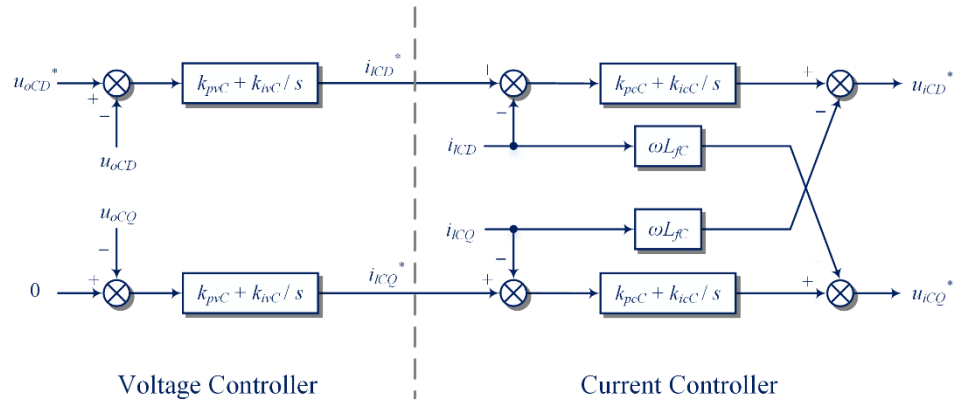 u_oCD*
+
−
u_oCD
k_pvC + k_ivC / s
i_lCD*
+
−
k_pcC + k_icC / s
+
−
u_iCD*
i_lCD
ωL_fC
u_oCQ
−
i_lCQ
−
ωL_fC
0
+
k_pvC + k_ivC / s
i_lCQ*
+
k_pcC + k_icC / s
+
u_iCQ*
Voltage Controller
Current Controller